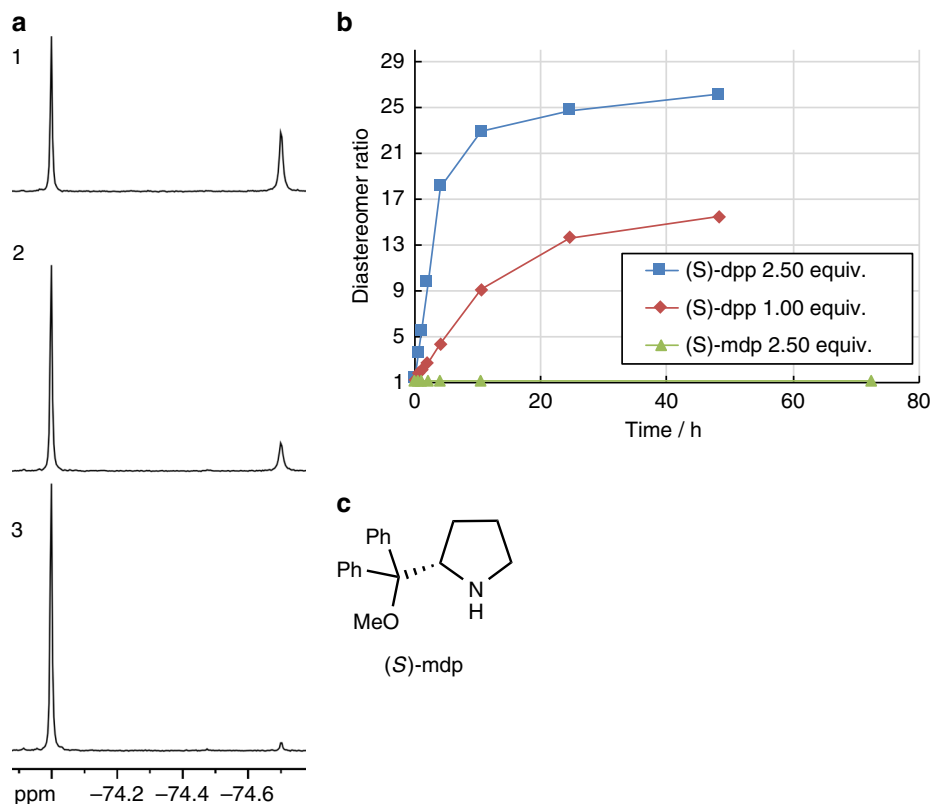 a
1
2
3
ppm
−74.2
−74.4
−74.6
b
Diastereomer ratio
29
25
21
17
13
9
5
1
0
20
40
60
80
Time / h
(S)-dpp 2.50 equiv.
(S)-dpp 1.00 equiv.
(S)-mdp 2.50 equiv.
c
Ph
Ph
MeO
N
H
(S)-mdp